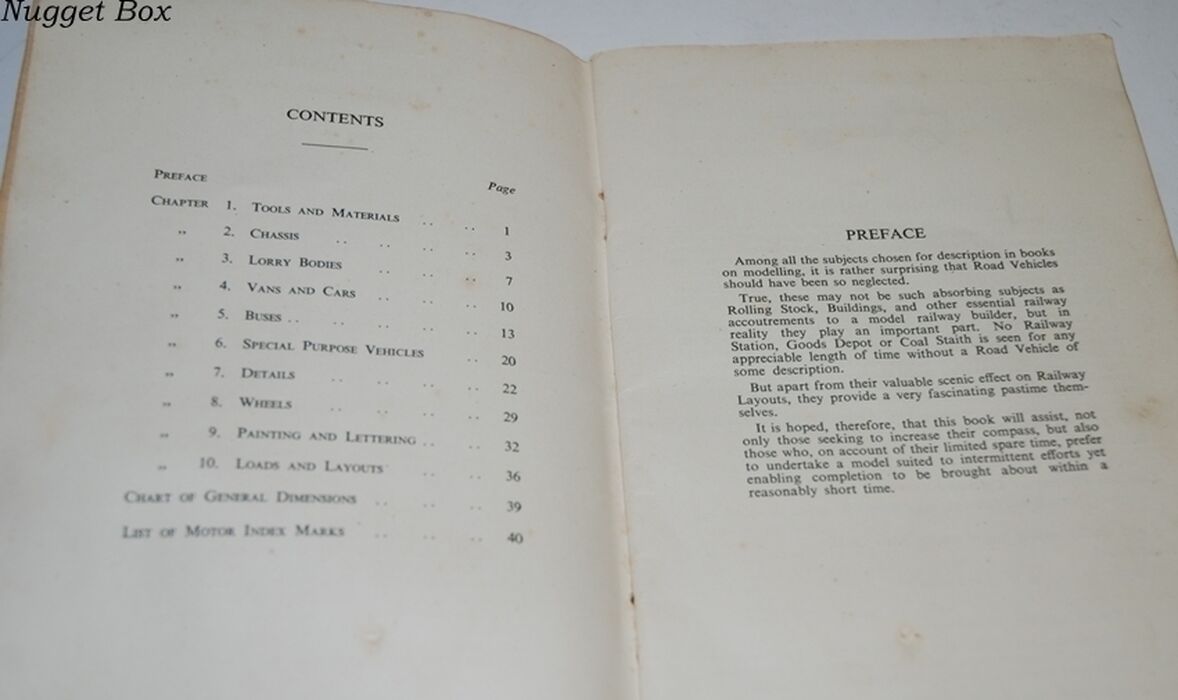 Nugget Box
CONTENTS
PREFACE
Page
CHAPTER 1. TOOLS AND MATERIALS .. .. 1
„ 2. CHASSIS .. .. .. .. 3
„ 3. LORRY BODIES .. .. .. 7
„ 4. VANS AND CARS .. .. .. 10
„ 5. BUSES .. .. .. .. .. 13
„ 6. SPECIAL PURPOSE VEHICLES .. 20
„ 7. DETAILS .. .. .. .. 22
„ 8. WHEELS .. .. .. .. 29
„ 9. PAINTING AND LETTERING .. .. 32
„ 10. LOADS AND LAYOUTS .. .. 36
CHART OF GENERAL DIMENSIONS .. .. .. 39
LIST OF MOTOR INDEX MARKS .. .. .. 40
PREFACE
Among all the subjects chosen for description in books
on modelling, it is rather surprising that Road Vehicles
should have been so neglected.
True, these may not be such absorbing subjects as
Rolling Stock, Buildings, and other essential railway
accoutrements to a model railway builder, but in
reality they play an important part. No Railway
Station, Goods Depot or Coal Staith is seen for any
appreciable length of time without a Road Vehicle of
some description.
But apart from their valuable scenic effect on Railway
Layouts, they provide a very fascinating pastime them-
selves.
It is hoped, therefore, that this book will assist, not
only those seeking to increase their compass, but also
those who, on account of their limited spare time, prefer
to undertake a model suited to intermittent efforts yet
enabling completion to be brought about within a
reasonably short time.